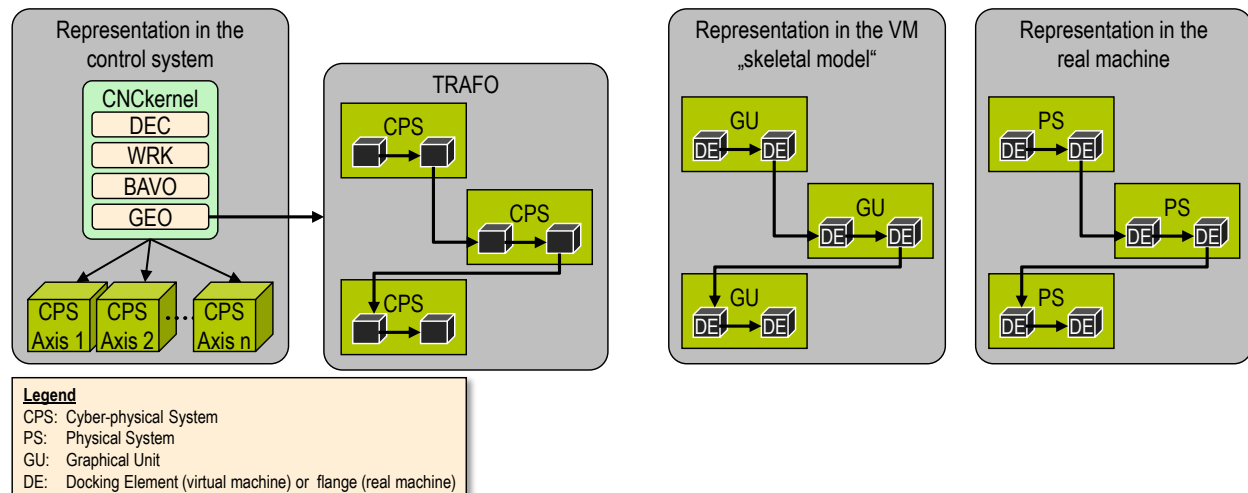 Representation in the
control system
CNCkernel
DEC
WRK
BAVO
GEO
CPS
Axis 1
CPS
Axis 2
....
CPS
Axis n
TRAFO
CPS
CPS
CPS
Representation in the VM
„skeletal model“
GU
DE DE
GU
DE DE
GU
DE DE
Representation in the
real machine
PS
DE DE
PS
DE DE
PS
DE DE
Legend
CPS: Cyber-physical System
PS: Physical System
GU: Graphical Unit
DE: Docking Element (virtual machine) or flange (real machine)